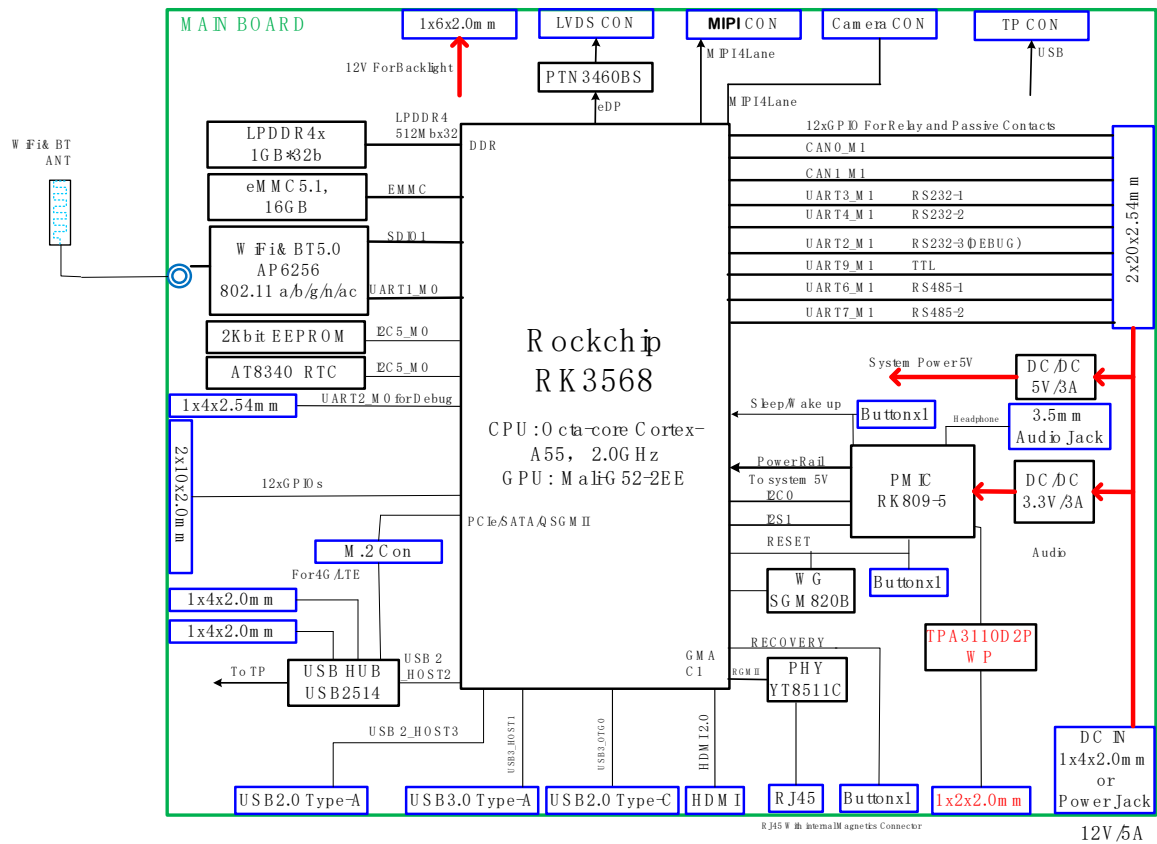 MAIN BOARD
1x6x2.0mm
LVDS CON
MIPI CON
Camera CON
TP CON
12V For Backlight
PTN3460BS
MIPI4Lane
USB
eDP
MIPI4Lane
WiFi & BT
ANT
LPDDR4x
1GB*32b
LPDDR4
512Mbx32
DDR
eMMC5.1,
16GB
EMMC
WiFi & BT5.0
AP6256
802.11 a/b/g/n/ac
SDIO1
UART1_M0
2Kbit EEPROM
I2C5_M0
AT8340 RTC
I2C5_M0
1x4x2.54mm
UART2_M0 for Debug
2x10x2.0mm
12xGPIOs
PCIe/SATA/QSGMII
M.2 Con
For 4G/LTE
1x4x2.0mm
1x4x2.0mm
To TP
USB HUB
USB2514
USB2
_HOST2
Rockchip
RK3568
CPU:Octa-core Cortex-
A55, 2.0GHz
GPU: Mali-G52-2EE
12xGPIO For Relay and Passive Contacts
CAN0_M1
CAN1_M1
UART3_M1 RS232-1
UART4_M1 RS232-2
UART2_M1 RS232-3(DEBUG)
UART9_M1 TTL
UART6_M1 RS485-1
UART7_M1 RS485-2
2x20x2.54mm
System Power 5V
DC/DC
5V/3A
Sleep/Wake up
Buttonx1
Headphone
3.5mm
Audio Jack
Power Rail
To system 5V
I2C0
I2S1
PMIC
RK809-5
DC/DC
3.3V/3A
RESET
Audio
WG
SGM820B
Buttonx1
RECOVERY
TPA3110D2P
WP
GMA
C1
RGMII
PHY
YT8511C
USB2_HOST3
USB3_HOST1
USB3_OTG0
HDMI2.0
USB2.0 Type-A
USB3.0 Type-A
USB2.0 Type-C
HDMI
RJ45
Buttonx1
1x2x2.0mm
DC IN
1x4x2.0mm
or
Power Jack
RJ45 With internal Magnetics Connector
12V/5A